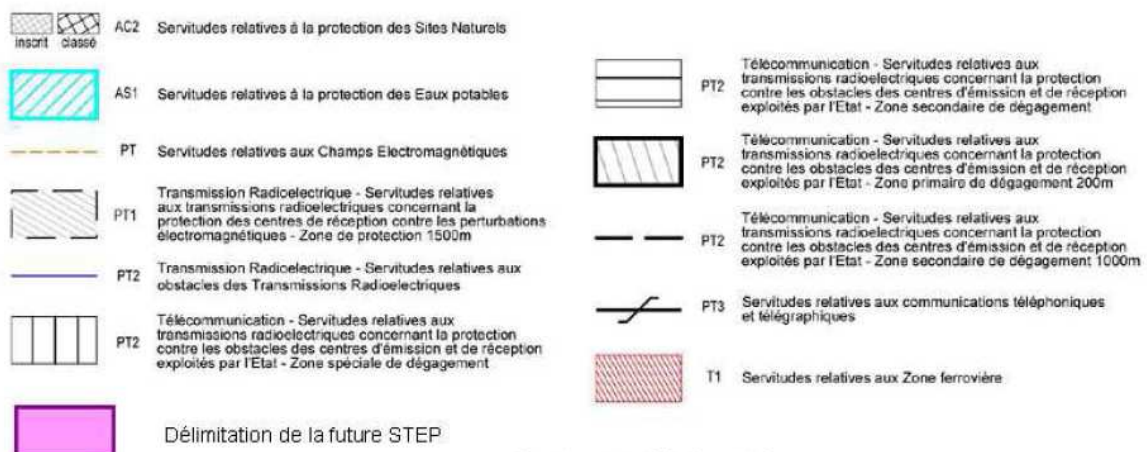 inscrit classé AC2 Servitudes relatives à la protection des Sites Naturels
AS1 Servitudes relatives à la protection des Eaux potables
PT Servitudes relatives aux Champs Electromagnètiques
Transmission Radioelectrique - Servitudes relatives
aux transmissions radioelectriques concernant la
PT1 protection des centres de réception contre les perturbations
électromagnétiques - Zone de protection 1500m
PT2 Transmission Radioelectrique - Servitudes relatives aux
obstacles des Transmissions Radioelectriques
Télécommunication - Servitudes relatives aux
transmissions radioelectriques concernant la protection
PT2 contre les obstacles des centres d'émission et de réception
exploités par l'Etat - Zone spéciale de dégagement
Délimitation de la future STEP
Télécommunication - Servitudes relatives aux
transmissions radioelectriques concernant la protection
PT2 contre les obstacles des centres d'émission et de réception
exploités par l'Etat - Zone secondaire de dégagement
Télécommunication - Servitudes relatives aux
transmissions radioelectriques concernant la protection
PT2 contre les obstacles des centres d'émission et de réception
exploités par l'Etat - Zone primaire de dégagement 200m
Télécommunication - Servitudes relatives aux
transmissions radioelectriques concernant la protection
PT2 contre les obstacles des centres d'émission et de réception
exploités par l'Etat - Zone secondaire de dégagement 1000m
PT3 Servitudes relatives aux communications téléphoniques
et télégraphiques
T1 Servitudes relatives aux Zone ferrovière